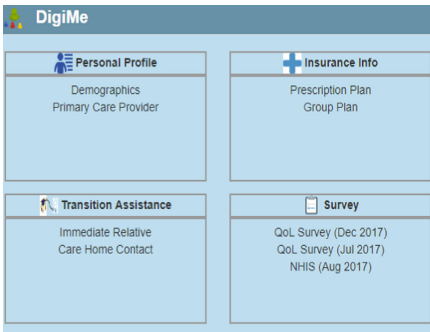 DigiMe
Personal Profile
Demographics
Primary Care Provider
Insurance Info
Prescription Plan
Group Plan
Transition Assistance
Immediate Relative
Care Home Contact
Survey
QoL Survey (Dec 2017)
QoL Survey (Jul 2017)
NHIS (Aug 2017)